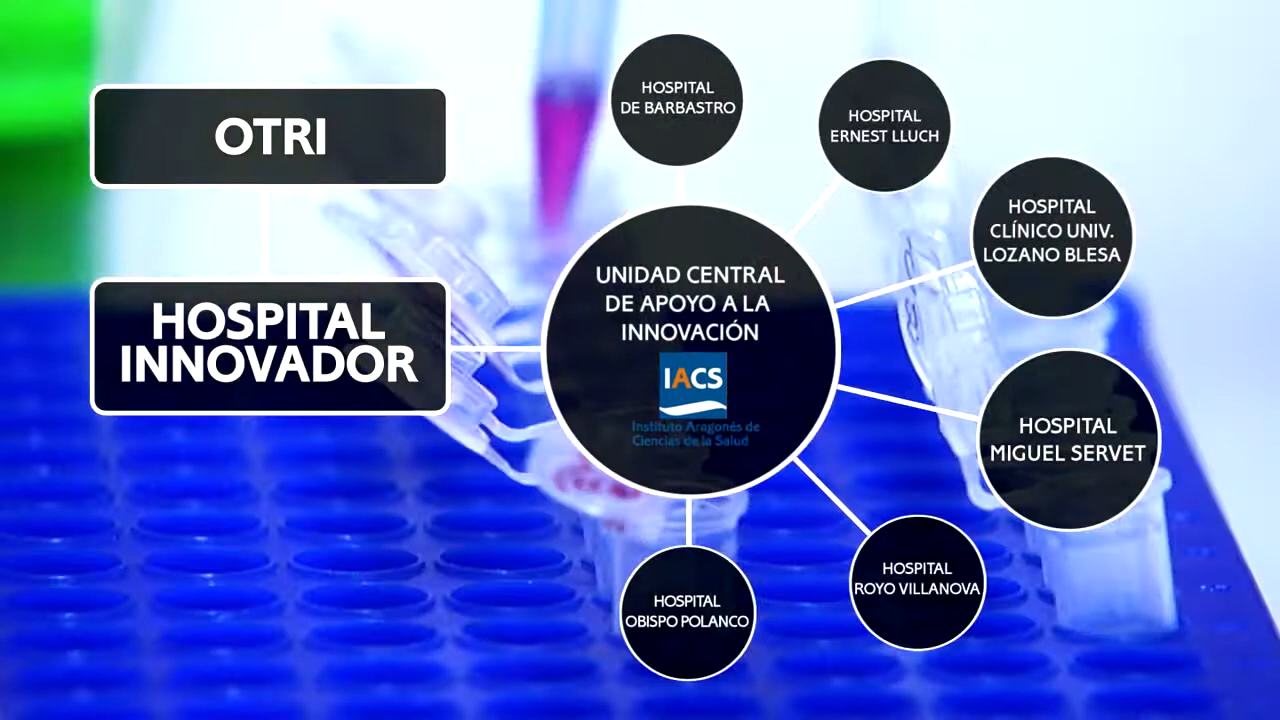 OTRI
HOSPITAL
INNOVADOR
UNIDAD CENTRAL
DE APOYO A LA
INNOVACIÓN
IACS
Instituto Aragonés de
Ciencias de la Salud
HOSPITAL
DE BARBASTRO
HOSPITAL
ERNEST LLUCH
HOSPITAL
CLÍNICO UNIV.
LOZANO BLESA
HOSPITAL
MIGUEL SERVET
HOSPITAL
ROYO VILLANOVA
HOSPITAL
OBISPO POLANCO